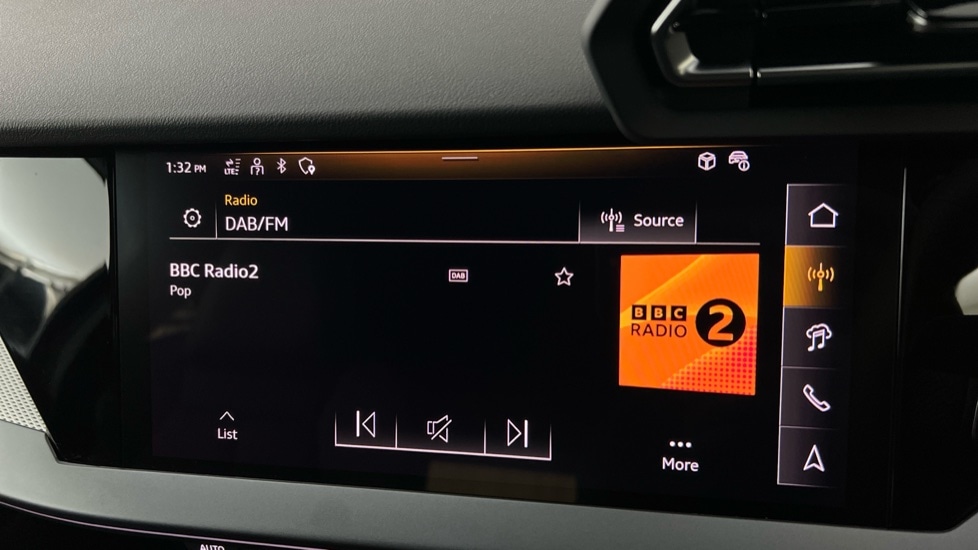 1:32 PM LTE
Radio
DAB/FM
Source
BBC Radio2
DAB
Pop
BBC
RADIO 2
List
More
AUTO